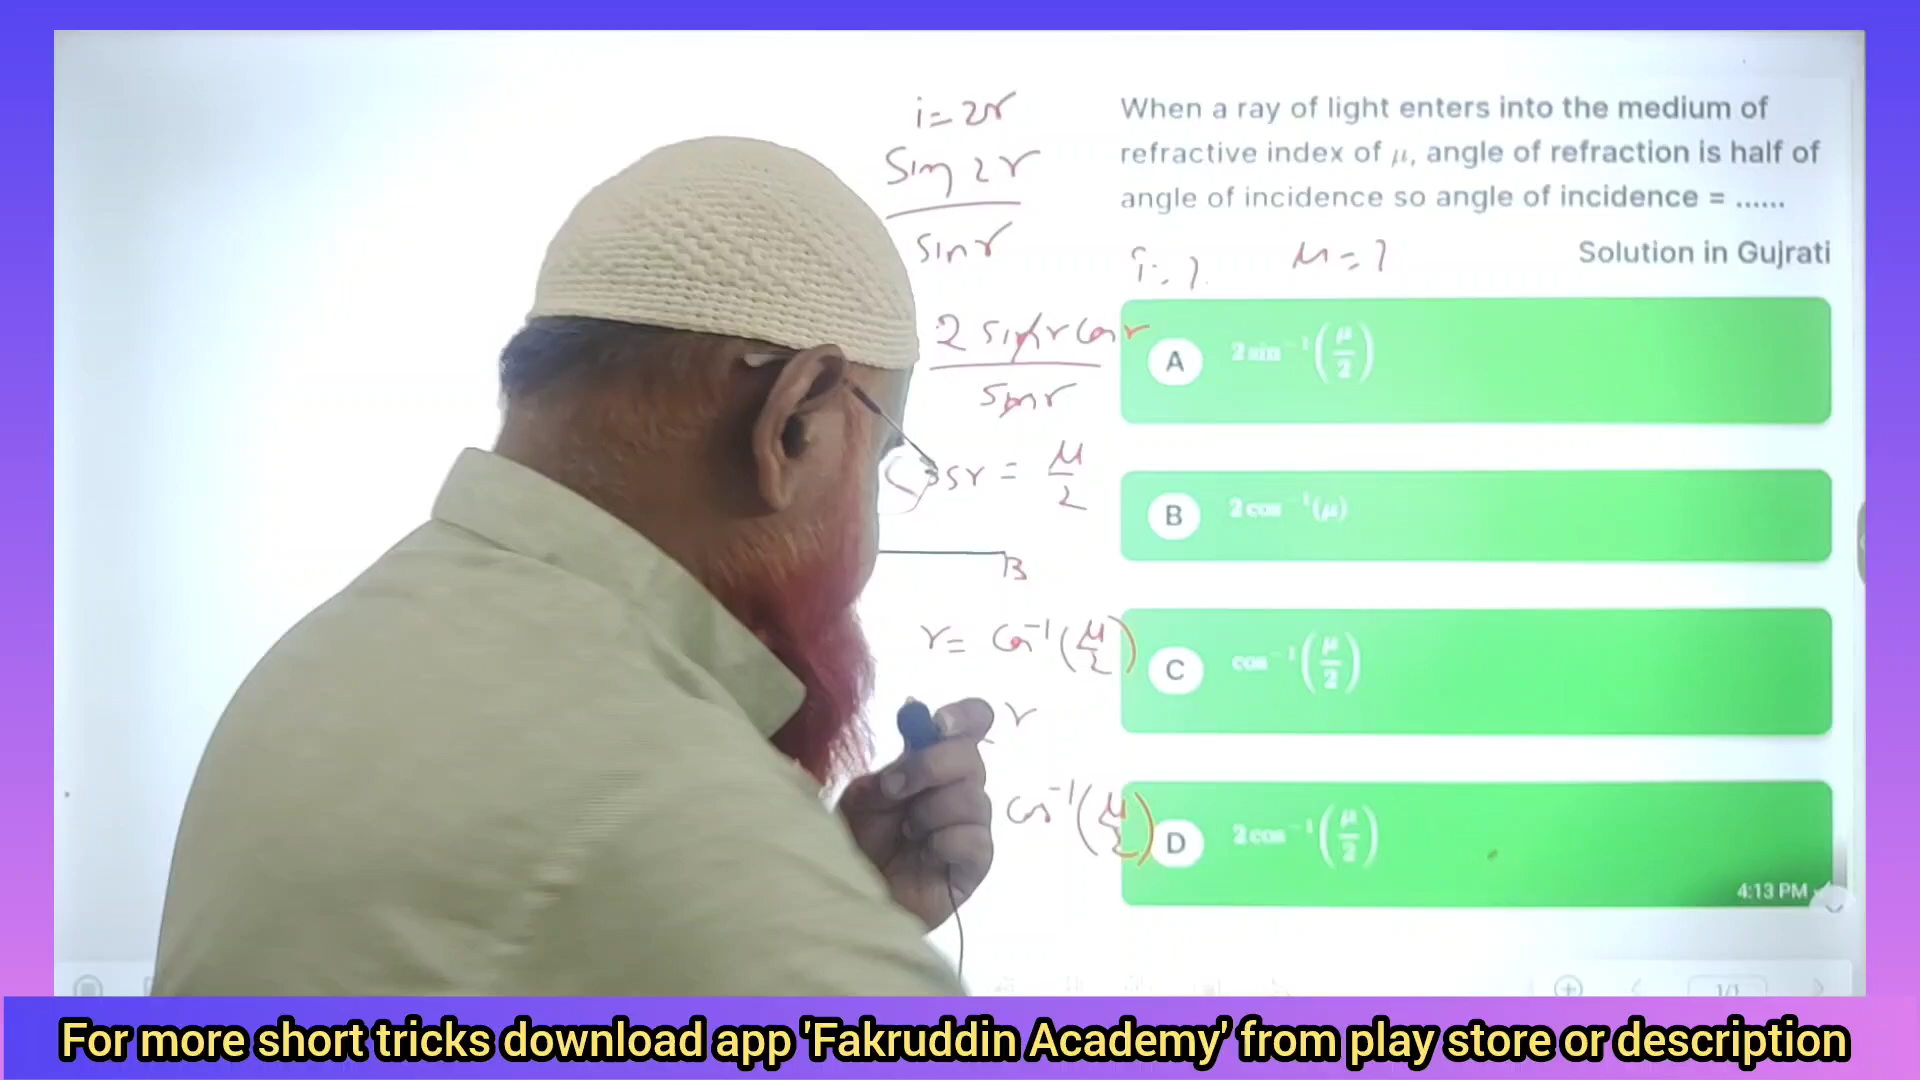 i = 2r
sin 2r
sin r
2 sin r cos r
sin r
cos r = μ/2
B
r = cos⁻¹(μ/2)
r
cos⁻¹(μ/2)
When a ray of light enters into the medium of
refractive index of μ, angle of refraction is half of
angle of incidence so angle of incidence = ......
Solution in Gujrati
i = ?
μ = ?
A 2 sin⁻¹(μ/2)
B 2 cos⁻¹(μ)
C cos⁻¹(μ/2)
D 2 cos⁻¹(μ/2)
4:13 PM
1/1
For more short tricks download app 'Fakruddin Academy' from play store or description